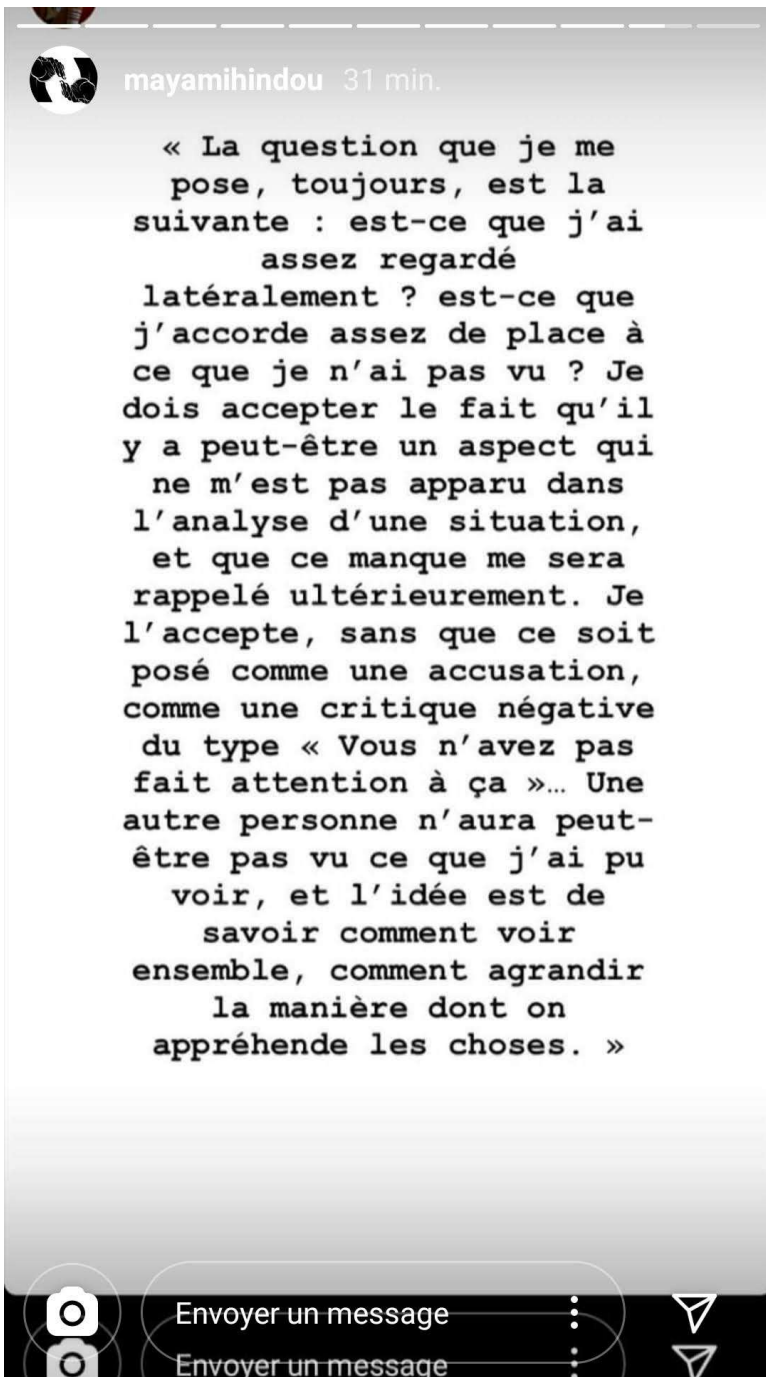 mayamihindou 31 min.
« La question que je me
pose, toujours, est la
suivante : est-ce que j’ai
assez regardé
latéralement ? est-ce que
j’accorde assez de place à
ce que je n’ai pas vu ? Je
dois accepter le fait qu’il
y a peut-être un aspect qui
ne m’est pas apparu dans
l’analyse d’une situation,
et que ce manque me sera
rappelé ultérieurement. Je
l’accepte, sans que ce soit
posé comme une accusation,
comme une critique négative
du type « Vous n’avez pas
fait attention à ça »… Une
autre personne n’aura peut-
être pas vu ce que j’ai pu
voir, et l’idée est de
savoir comment voir
ensemble, comment agrandir
la manière dont on
appréhende les choses. »
Envoyer un message
Envoyer un message